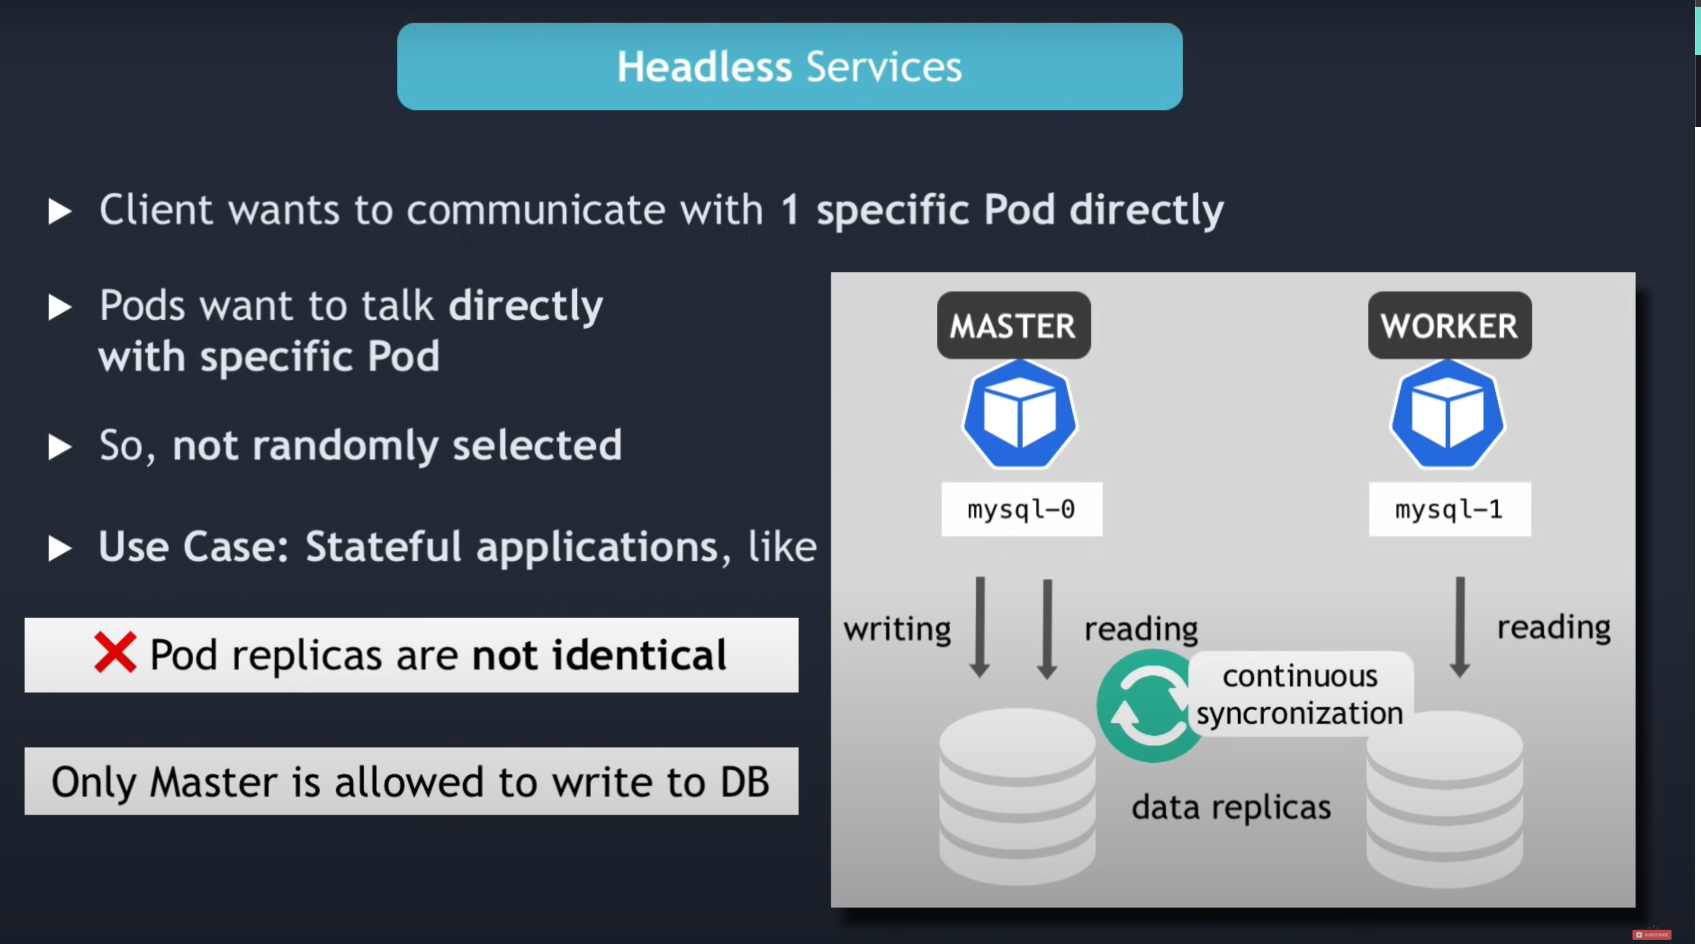 Headless Services
Client wants to communicate with 1 specific Pod directly
Pods want to talk directly
with specific Pod
So, not randomly selected
Use Case: Stateful applications, like
Pod replicas are not identical
Only Master is allowed to write to DB
MASTER
WORKER
mysql-0
mysql-1
writing
reading
reading
continuous
syncronization
data replicas
SUBSCRIBE